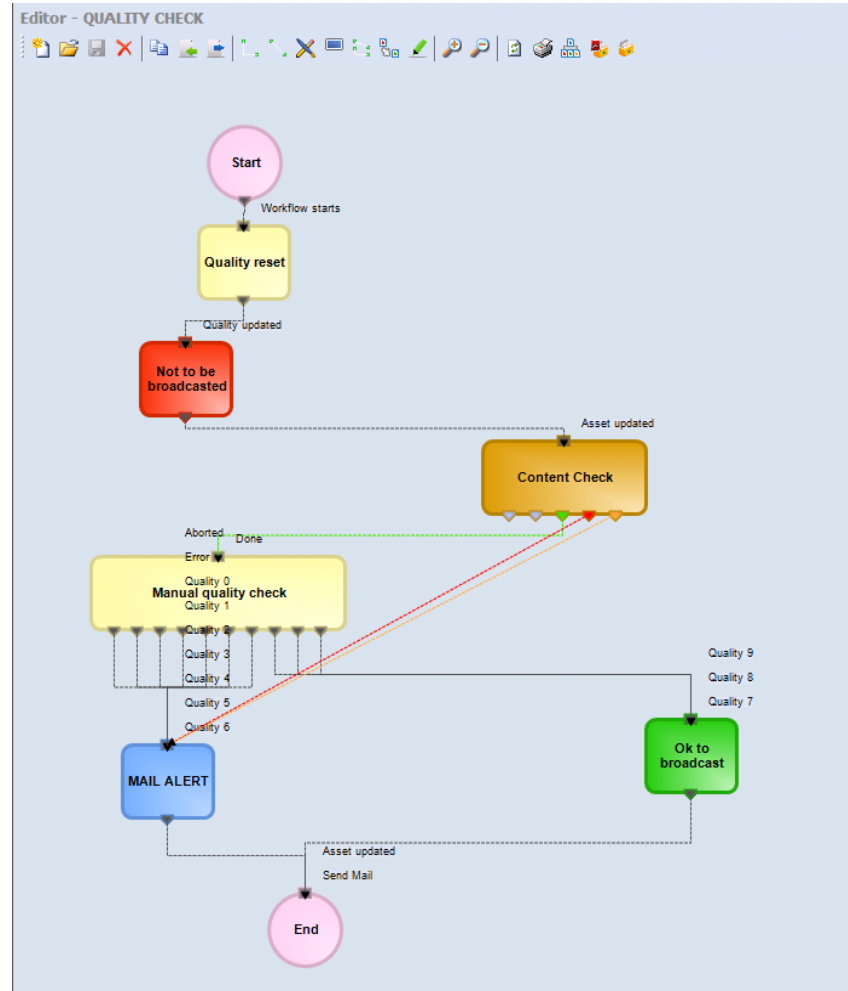 Editor - QUALITY CHECK
Start
Workflow starts
Quality reset
Quality updated
Not to be
broadcasted
Asset updated
Content Check
Aborted
Done
Error
Quality 0
Manual quality check
Quality 1
Quality 2
Quality 3
Quality 4
Quality 5
Quality 6
Quality 9
Quality 8
Quality 7
Ok to
broadcast
MAIL ALERT
Asset updated
Send Mail
End